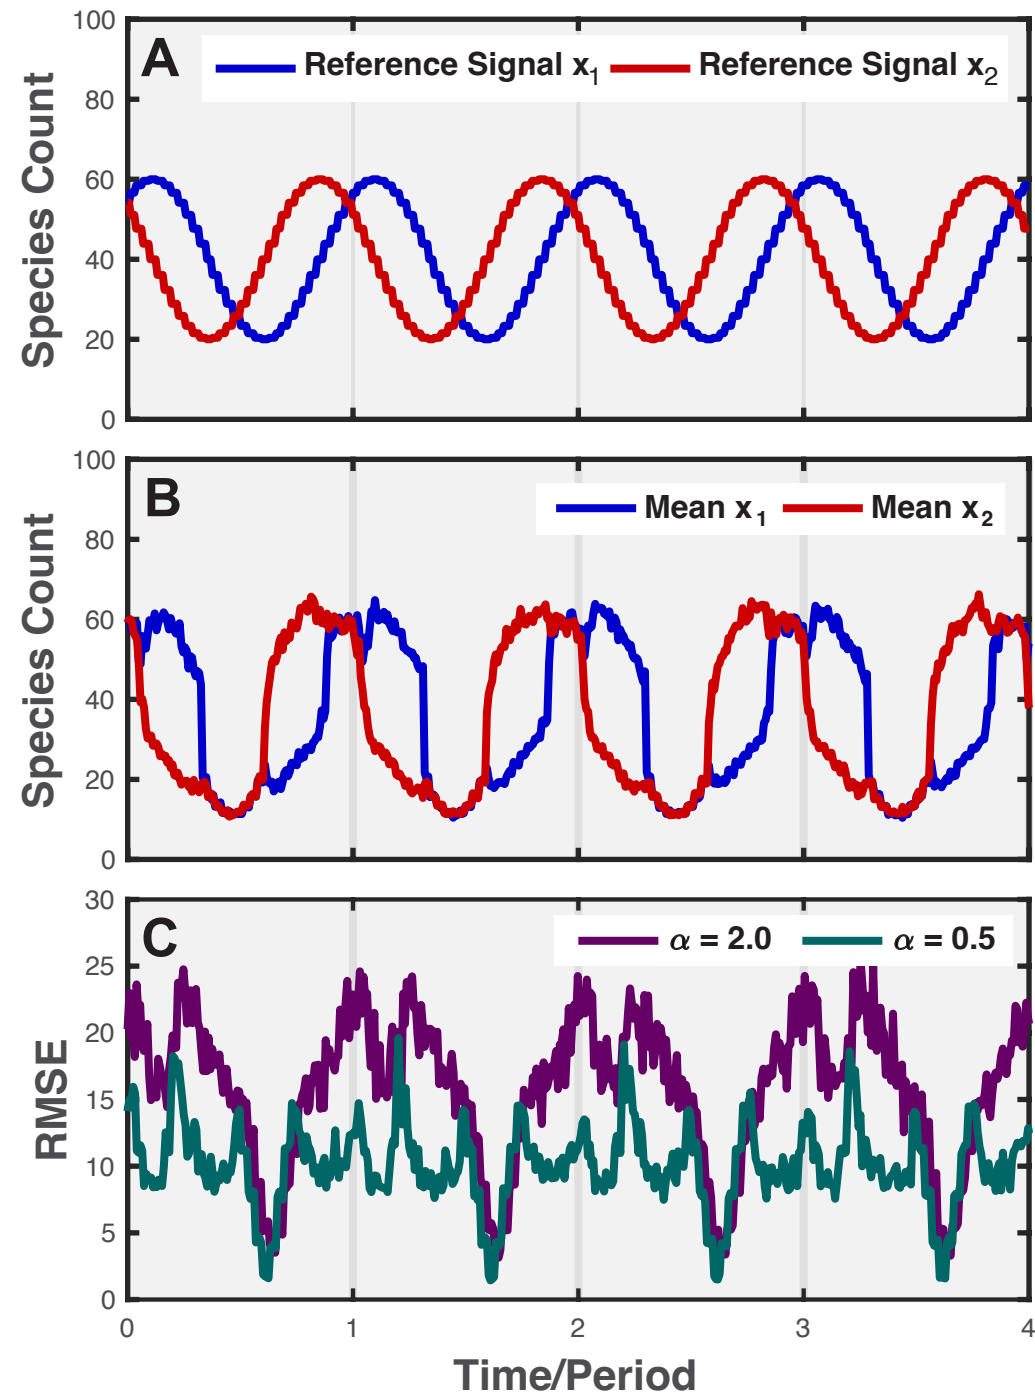 100
A
Reference Signal x1 Reference Signal x2
80
60
40
20
0
Species Count
100
B
Mean x1 Mean x2
80
60
40
20
0
Species Count
30
C
α = 2.0 α = 0.5
25
20
15
10
5
0
RMSE
0 1 2 3 4
Time/Period